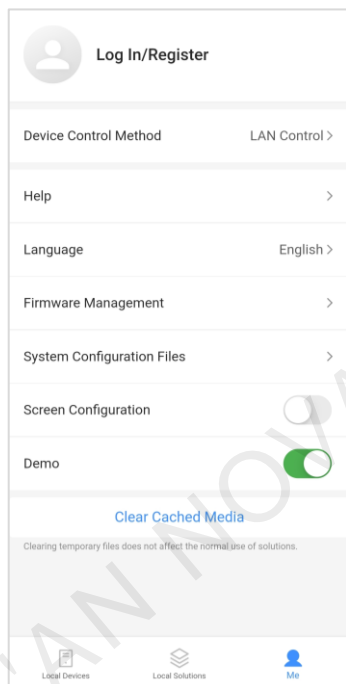 Log In/Register
Device Control Method LAN Control >
Help >
Language English >
Firmware Management >
System Configuration Files >
Screen Configuration
Demo
Clear Cached Media
Clearing temporary files does not affect the normal use of solutions.
Local Devices Local Solutions Me